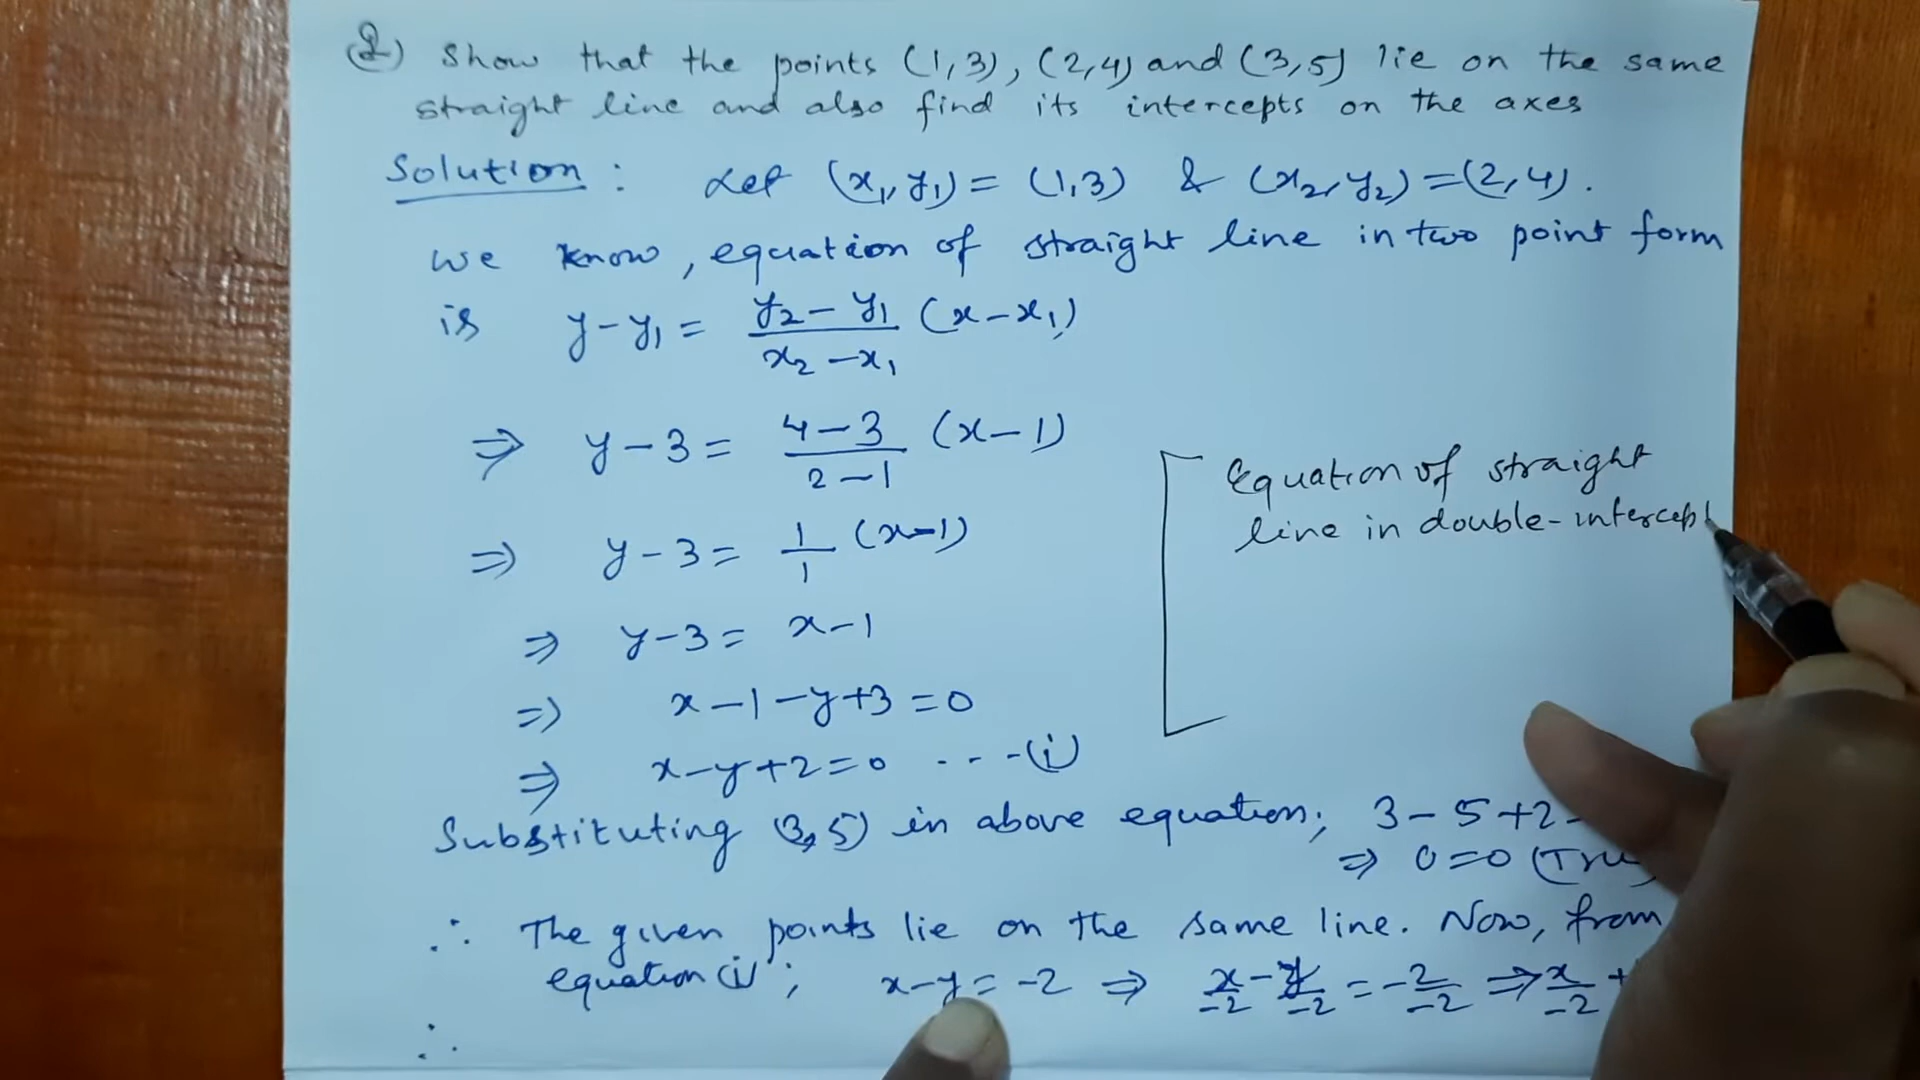 Q) Show that the points (1,3), (2,4) and (3,5) lie on the same
straight line and also find its intercepts on the axes
Solution : Let (x₁, y₁) = (1,3) & (x₂, y₂) = (2,4).
We know, equation of straight line in two point form
is y-y₁ = (y₂-y₁)/(x₂-x₁) (x-x₁)
⇒ y-3 = (4-3)/(2-1) (x-1)
⇒ y-3 = 1/1 (x-1)
⇒ y-3 = x-1
⇒ x-1-y+3=0
⇒ x-y+2=0 ...-(i)
Equation of straight
line in double-intercept
Substituting (3,5) in above equation; 3-5+2
⇒ 0=0
∴ The given points lie on the same line. Now, from
equation (i); x-y=-2 ⇒ x/-2 - y/-2 = -2/-2 ⇒ x/-2 +
∴